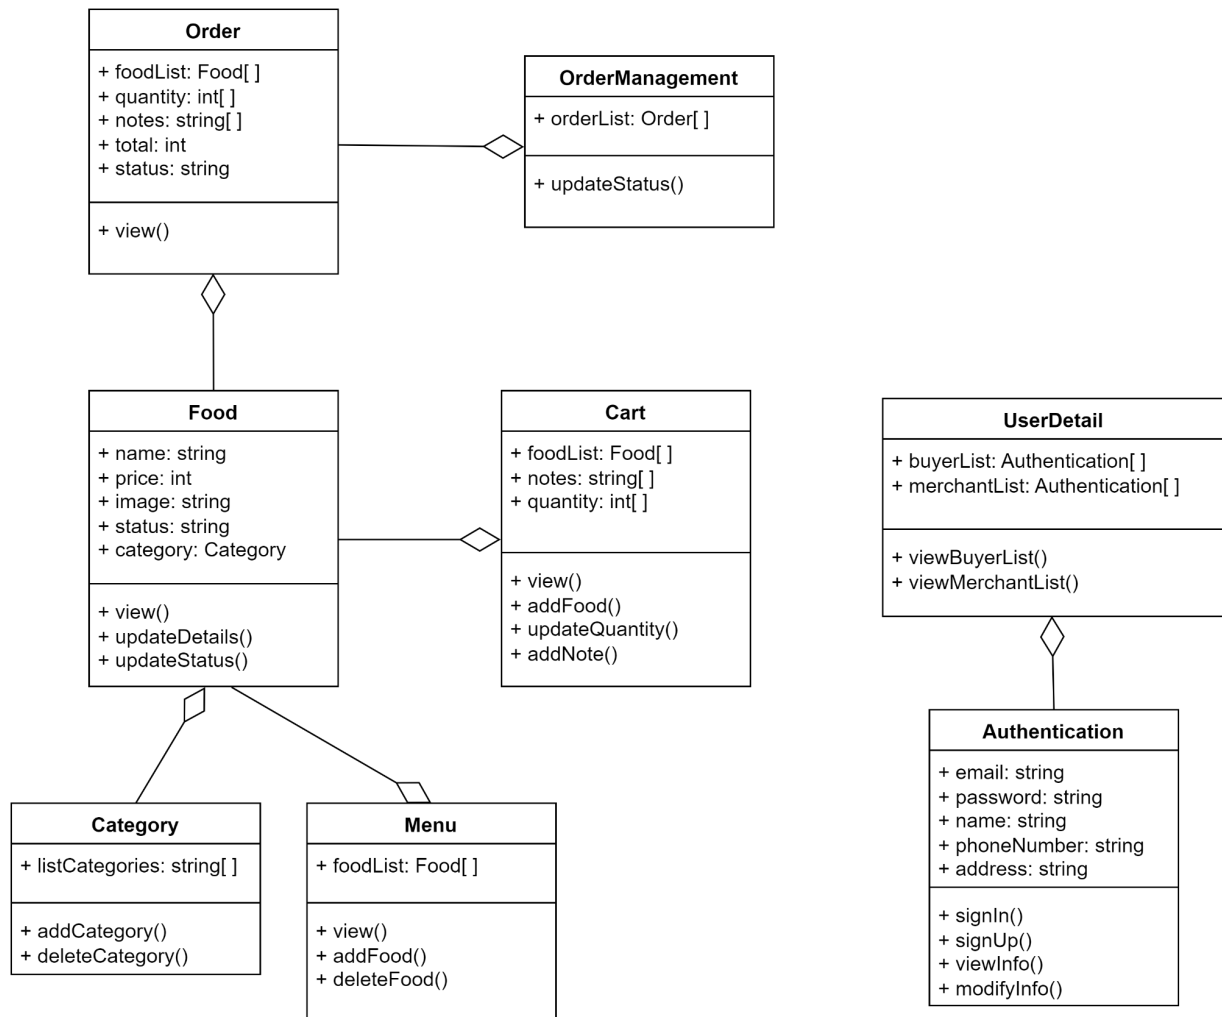 Order
+ foodList: Food[ ]
+ quantity: int[ ]
+ notes: string[ ]
+ total: int
+ status: string
+ view()
OrderManagement
+ orderList: Order[ ]
+ updateStatus()
Food
+ name: string
+ price: int
+ image: string
+ status: string
+ category: Category
+ view()
+ updateDetails()
+ updateStatus()
Cart
+ foodList: Food[ ]
+ notes: string[ ]
+ quantity: int[ ]
+ view()
+ addFood()
+ updateQuantity()
+ addNote()
UserDetail
+ buyerList: Authentication[ ]
+ merchantList: Authentication[ ]
+ viewBuyerList()
+ viewMerchantList()
Category
+ listCategories: string[ ]
+ addCategory()
+ deleteCategory()
Menu
+ foodList: Food[ ]
+ view()
+ addFood()
+ deleteFood()
Authentication
+ email: string
+ password: string
+ name: string
+ phoneNumber: string
+ address: string
+ signIn()
+ signUp()
+ viewInfo()
+ modifyInfo()